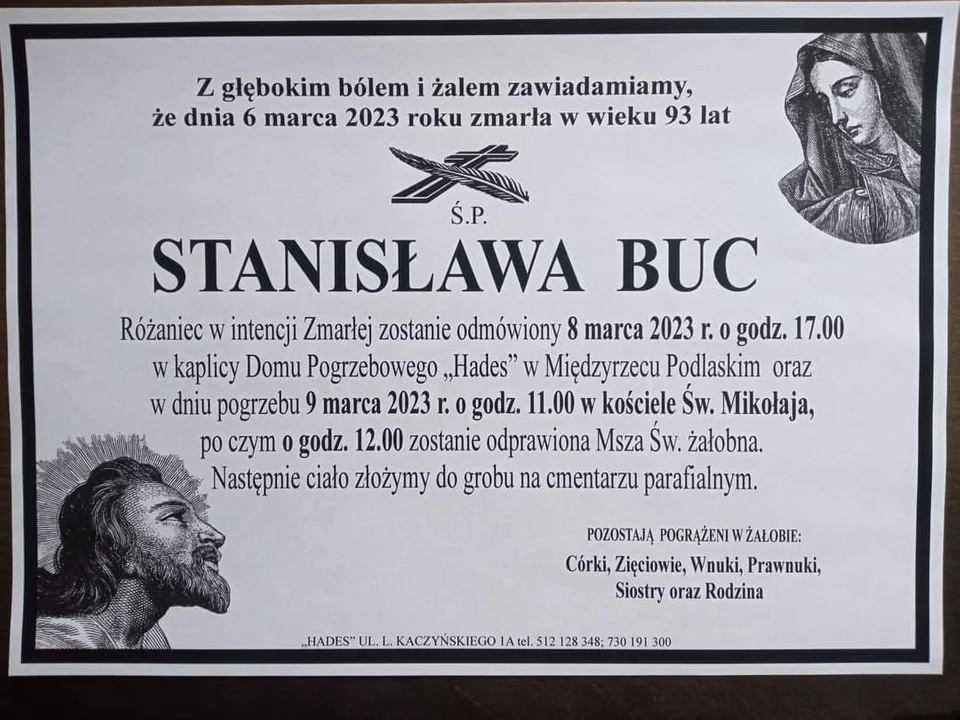 Z głębokim bólem i żalem zawiadamiamy,
że dnia 6 marca 2023 roku zmarła w wieku 93 lat
Ś.P.
STANISŁAWA BUC
Różaniec w intencji Zmarłej zostanie odmówiony 8 marca 2023 r. o godz. 17.00
w kaplicy Domu Pogrzebowego „Hades” w Międzyrzecu Podlaskim oraz
w dniu pogrzebu 9 marca 2023 r. o godz. 11.00 w kościele Św. Mikołaja,
po czym o godz. 12.00 zostanie odprawiona Msza Św. żałobna.
Następnie ciało złożymy do grobu na cmentarzu parafialnym.
POZOSTAJĄ POGRĄŻENI W ŻAŁOBIE:
Córki, Zięciowie, Wnuki, Prawnuki,
Siostry oraz Rodzina
„HADES” UL. L. KACZYŃSKIEGO 1A tel. 512 128 348; 730 191 300